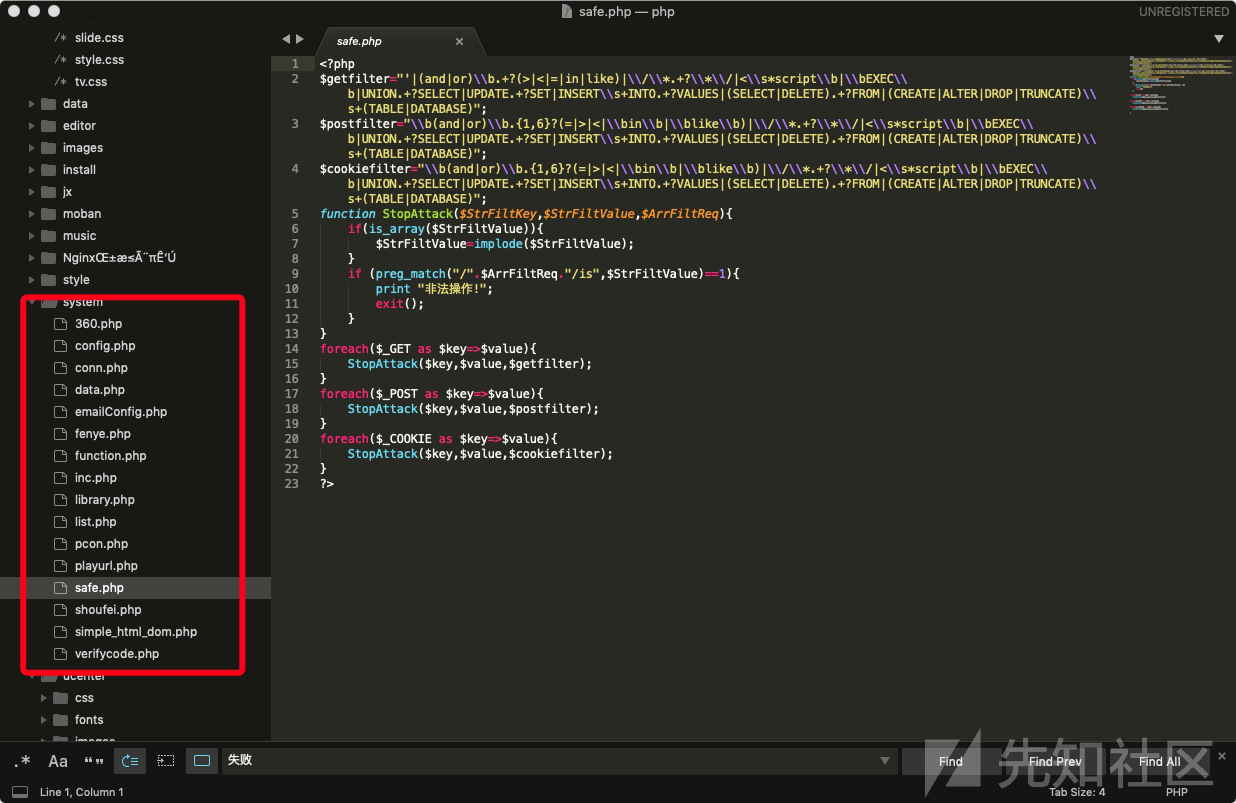 safe.php — php
UNREGISTERED
/* slide.css
/* style.css
/* tv.css
data
editor
images
install
jx
moban
music
style
system
360.php
config.php
conn.php
data.php
emailConfig.php
fenye.php
function.php
inc.php
library.php
list.php
pcon.php
playurl.php
safe.php
shoufei.php
simple_html_dom.php
verifycode.php
ucenter
css
fonts
images
safe.php
1 <?php
2 $getfilter="'|(and|or)\\b.+?(>|<|=|in|like)|\\/\\*.+?\\*\\/|<\\s*script\\b|\\bEXEC\\
b|UNION.+?SELECT|UPDATE.+?SET|INSERT\\s+INTO.+?VALUES|(SELECT|DELETE).+?FROM|(CREATE|ALTER|DROP|TRUNCATE)\\
s+(TABLE|DATABASE)";
3 $postfilter="\\b(and|or)\\b.{1,6}?(=|>|<|\\bin\\b|\\blike\\b)|\\/\\*.+?\\*\\/|<\\s*script\\b|\\bEXEC\\
b|UNION.+?SELECT|UPDATE.+?SET|INSERT\\s+INTO.+?VALUES|(SELECT|DELETE).+?FROM|(CREATE|ALTER|DROP|TRUNCATE)\\
s+(TABLE|DATABASE)";
4 $cookiefilter="\\b(and|or)\\b.{1,6}?(=|>|<|\\bin\\b|\\blike\\b)|\\/\\*.+?\\*\\/|<\\s*script\\b|\\bEXEC\\
b|UNION.+?SELECT|UPDATE.+?SET|INSERT\\s+INTO.+?VALUES|(SELECT|DELETE).+?FROM|(CREATE|ALTER|DROP|TRUNCATE)\\
s+(TABLE|DATABASE)";
5 function StopAttack($StrFiltKey,$StrFiltValue,$ArrFiltReq){
6 if(is_array($StrFiltValue)){
7 $StrFiltValue=implode($StrFiltValue);
8 }
9 if (preg_match("/".$ArrFiltReq."/is",$StrFiltValue)==1){
10 print "非法操作!";
11 exit();
12 }
13 }
14 foreach($_GET as $key=>$value){
15 StopAttack($key,$value,$getfilter);
16 }
17 foreach($_POST as $key=>$value){
18 StopAttack($key,$value,$postfilter);
19 }
20 foreach($_COOKIE as $key=>$value){
21 StopAttack($key,$value,$cookiefilter);
22 }
23 ?>
.* Aa “”
失败
Find
Find Prev
Find All
先知社区
Line 1, Column 1
Tab Size: 4
PHP